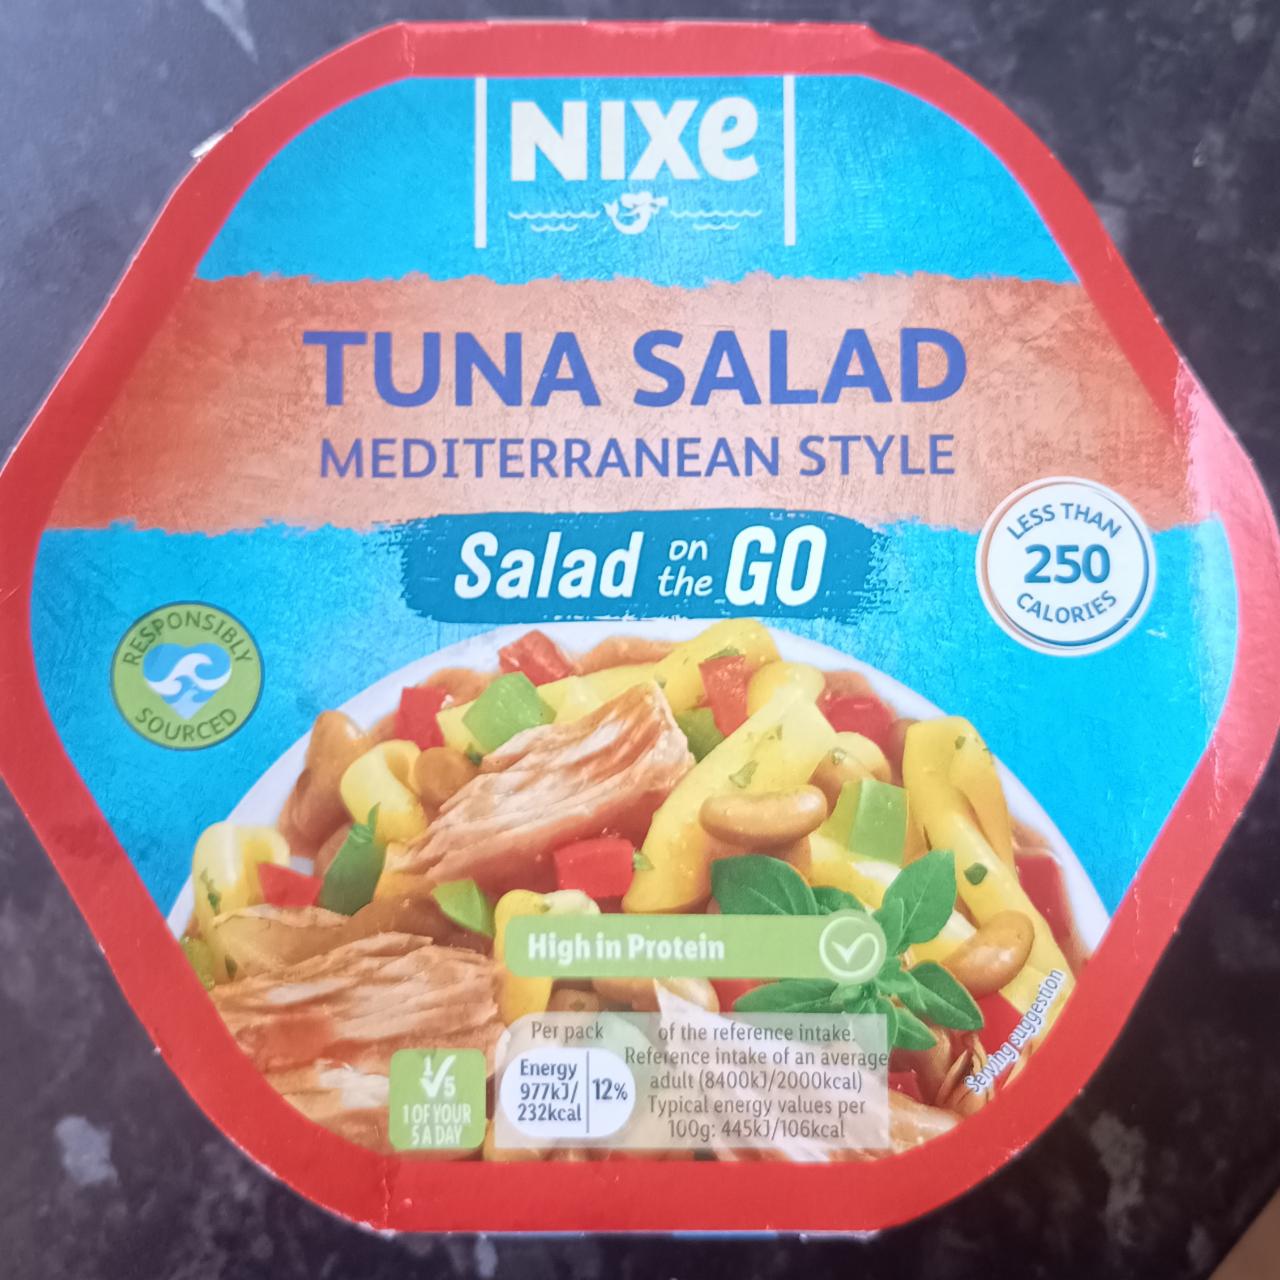 NIXe
TUNA SALAD
MEDITERRANEAN STYLE
Salad on the GO
LESS THAN
250
CALORIES
RESPONSIBLY
SOURCED
High in Protein
Serving suggestion
1/5
1 OF YOUR
5 A DAY
Per pack
Energy
977kJ/
232kcal
12%
of the reference intake.
Reference intake of an average
adult (8400kJ/2000kcal)
Typical energy values per
100g: 445kJ/106kcal